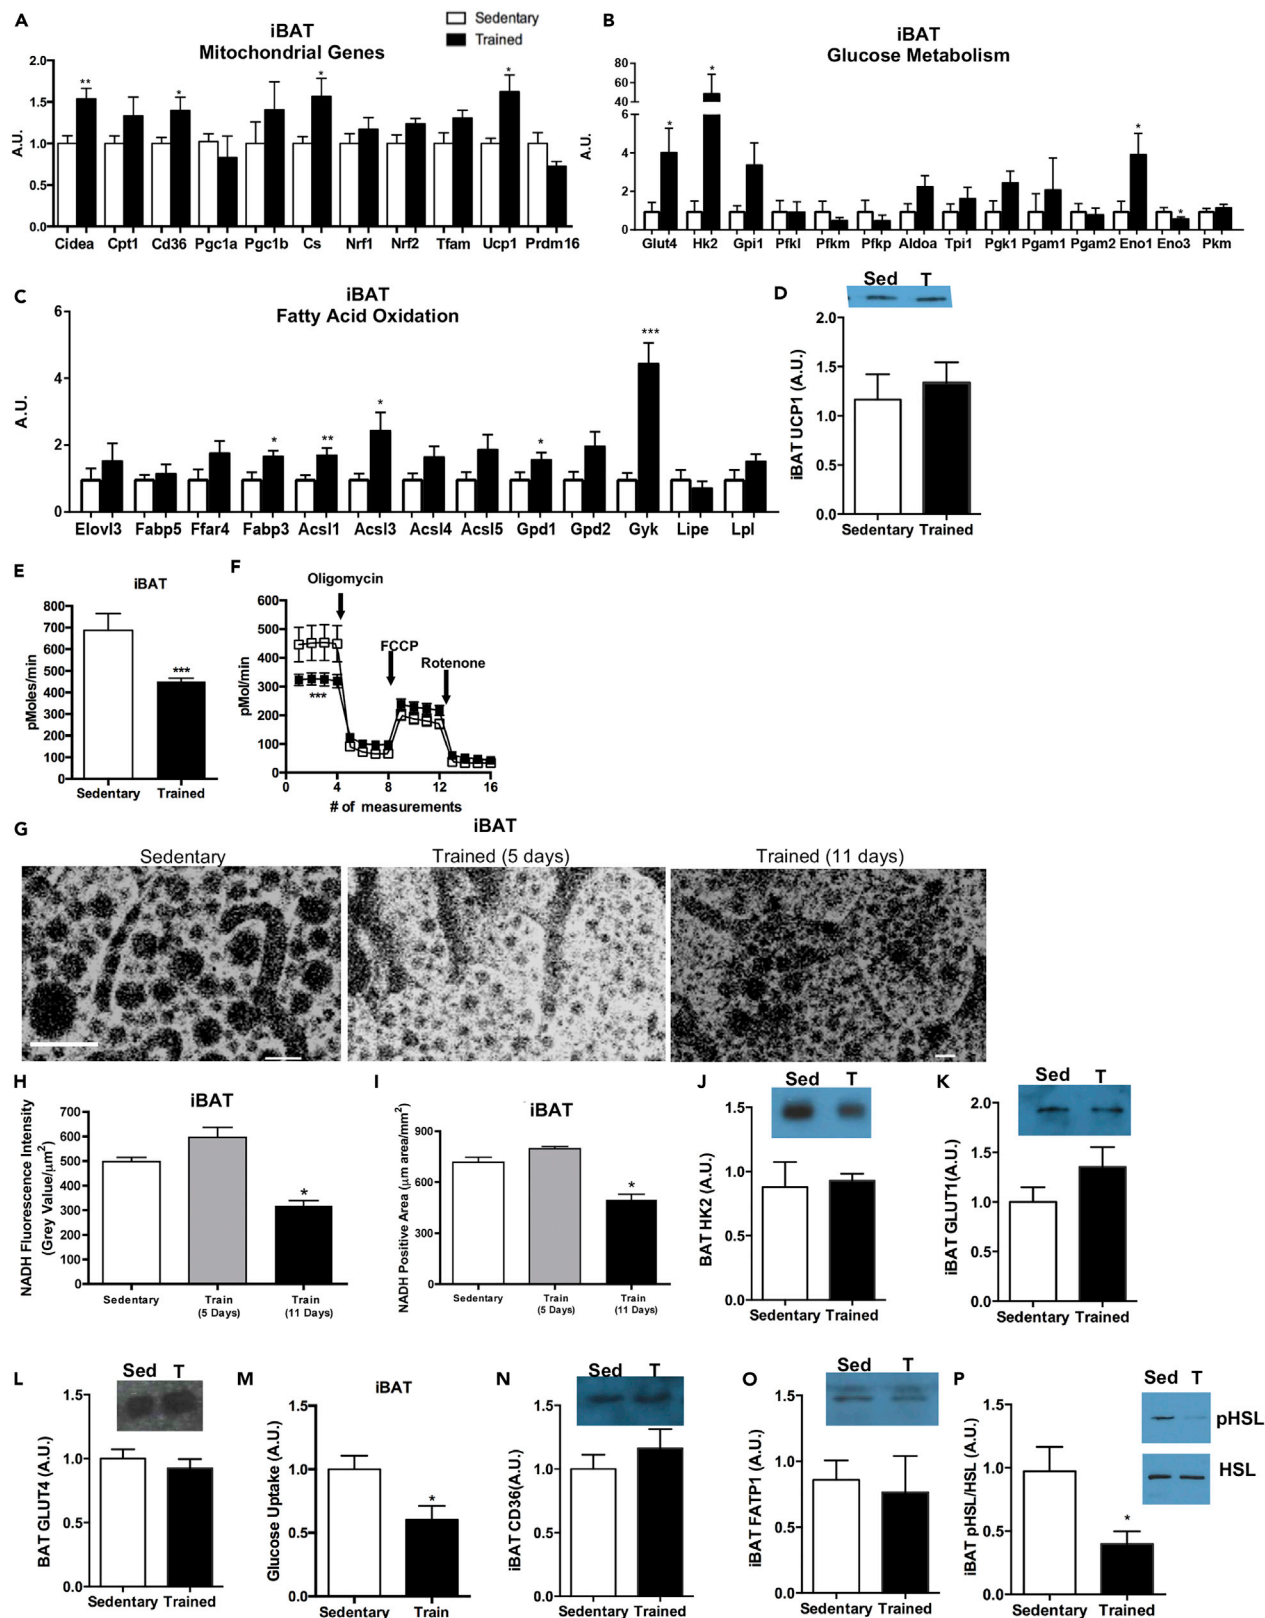 A
iBAT
Mitochondrial Genes
Sedentary
Trained
A.U.
2.0
1.5
1.0
0.5
0.0
Cidea Cpt1 Cd36 Pgc1a Pgc1b Cs Nrf1 Nrf2 Tfam Ucp1 Prdm16
** * * *
B
iBAT
Glucose Metabolism
A.U.
80
60
40
6
4
2
0
Glut4 Hk2 Gpi1 Pfkl Pfkm Pfkp Aldoa Tpi1 Pgk1 Pgam1 Pgam2 Eno1 Eno3 Pkm
* * * *
C
iBAT
Fatty Acid Oxidation
A.U.
6
4
2
0
Elovl3 Fabp5 Ffar4 Fabp3 Acsl1 Acsl3 Acsl4 Acsl5 Gpd1 Gpd2 Gyk Lipe Lpl
* ** * * ***
D
Sed T
iBAT UCP1 (A.U.)
2.0
1.5
1.0
0.5
0.0
Sedentary Trained
E
iBAT
pMoles/min
800
700
600
500
400
300
200
100
0
***
Sedentary Trained
F
Oligomycin
FCCP
Rotenone
pMol/min
600
500
400
300
200
100
0
***
0 4 8 12 16
# of measurements
G
iBAT
Sedentary
Trained (5 days)
Trained (11 days)
H
iBAT
NADH Fluorescence Intensity
(Grey Value/μm2)
700
600
500
400
300
200
100
0
*
Sedentary
Train
(5 Days)
Train
(11 Days)
I
iBAT
NADH Positive Area (μm area/mm2)
900
600
300
0
*
Sedentary
Train
(5 Days)
Train
(11 Days)
J
Sed T
BAT HK2 (A.U.)
1.5
1.0
0.5
0.0
Sedentary Trained
K
Sed T
iBAT GLUT1(A.U.)
2.0
1.5
1.0
0.5
0.0
Sedentary Trained
L
Sed T
BAT GLUT4 (A.U.)
1.5
1.0
0.5
0.0
Sedentary Trained
M
iBAT
Glucose Uptake (A.U.)
1.5
1.0
0.5
0.0
*
Sedentary Train
N
Sed T
iBAT CD36(A.U.)
1.5
1.0
0.5
0.0
Sedentary Trained
O
Sed T
iBAT FATP1 (A.U.)
1.5
1.0
0.5
0.0
Sedentary Trained
P
Sed T
pHSL
HSL
iBAT pHSL/HSL (A.U.)
1.5
1.0
0.5
0.0
*
Sedentary Trained